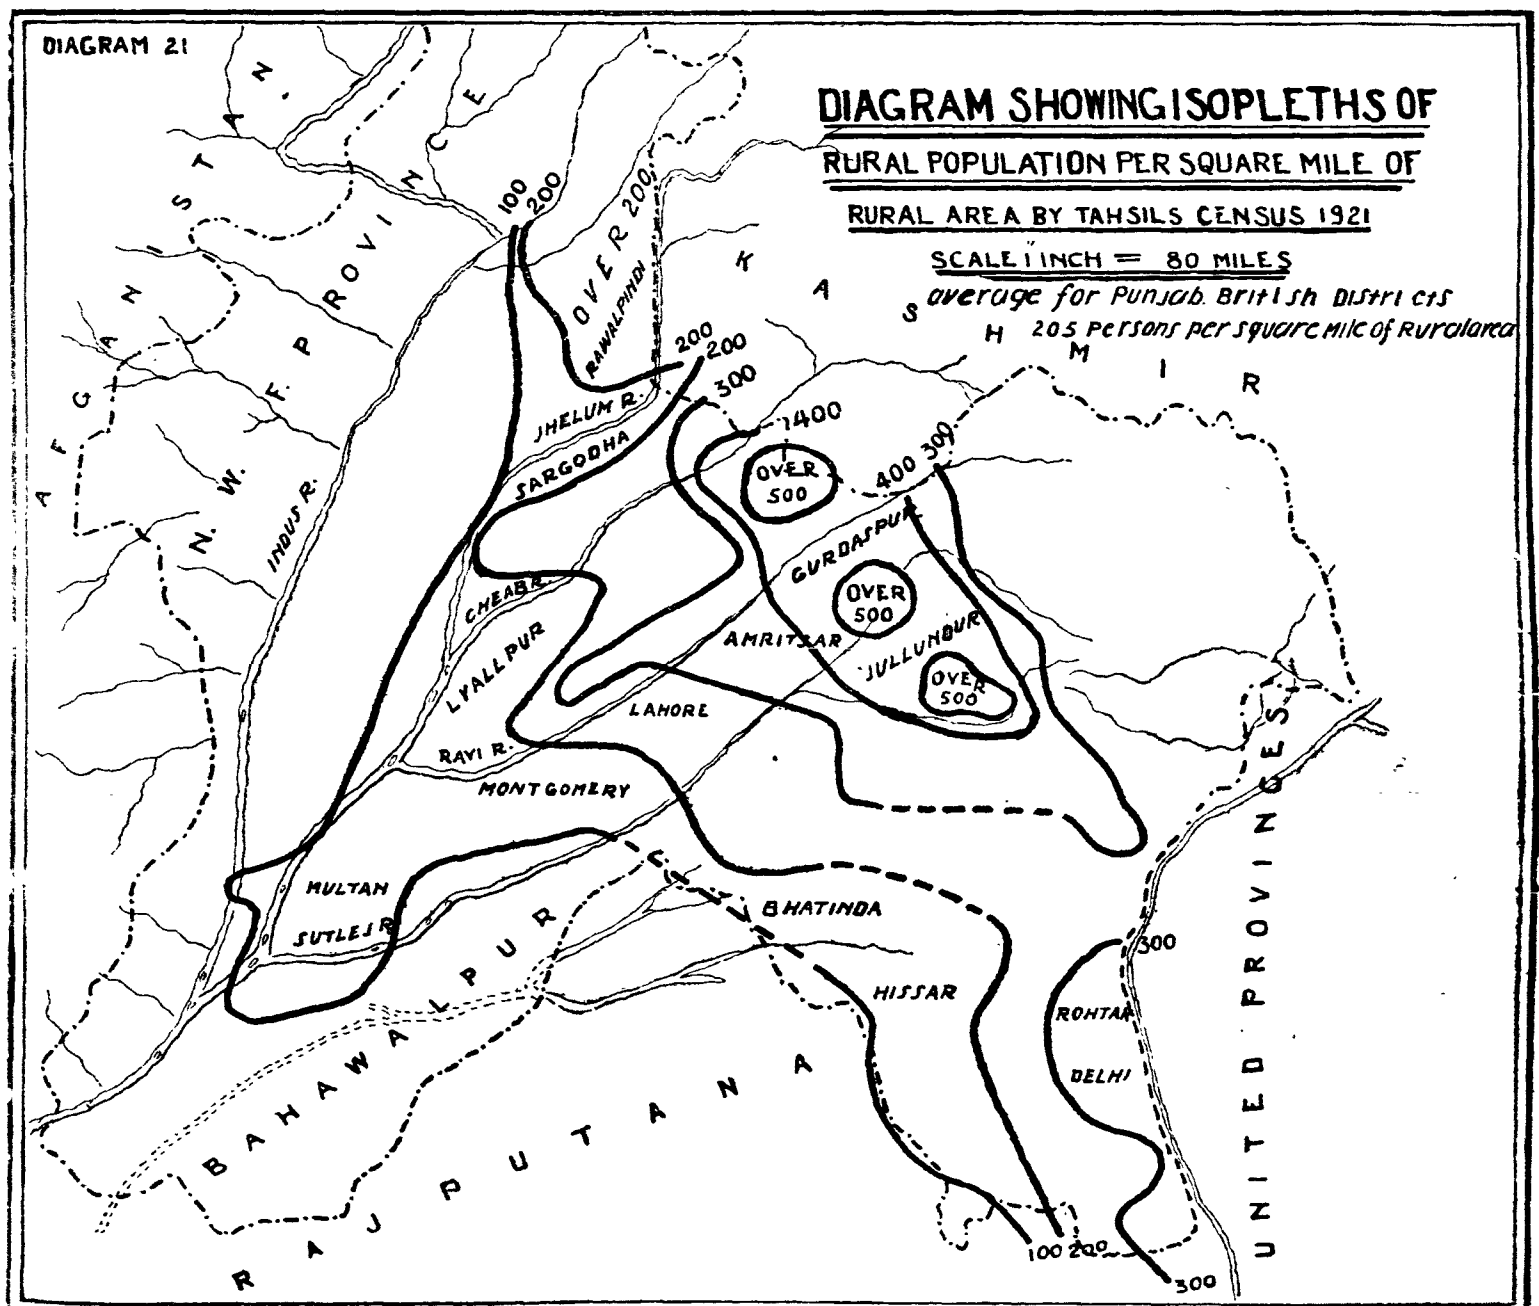 DIAGRAM 21
DIAGRAM SHOWING ISOPLETHS OF
RURAL POPULATION PER SQUARE MILE OF
RURAL AREA BY TAHSILS CENSUS 1921
SCALE 1" INCH = 80 MILES
average for Punjab. British Districts
205 Persons per square Mile of Rural area
AFGANISTAN.
N. W. F. PROVINCE
KASHMIR
100
200
OVER 200
RAWALPINDI
200
200
300
400
JHELUM R.
SARGODHA
OVER
500
400
300
INDUS R.
GURDASPUR
CHEAB R.
OVER
500
LYALLPUR
AMRITSAR
JULLUNDUR
OVER
500
LAHORE
RAVI R.
MONTGOMERY
MULTAN
SUTLEJ R
BHATINDA
HISSAR
300
ROHTAK
DELHI
BAHAWALPUR
RAJPUTANA
UNITED PROVINCES
100
200
300